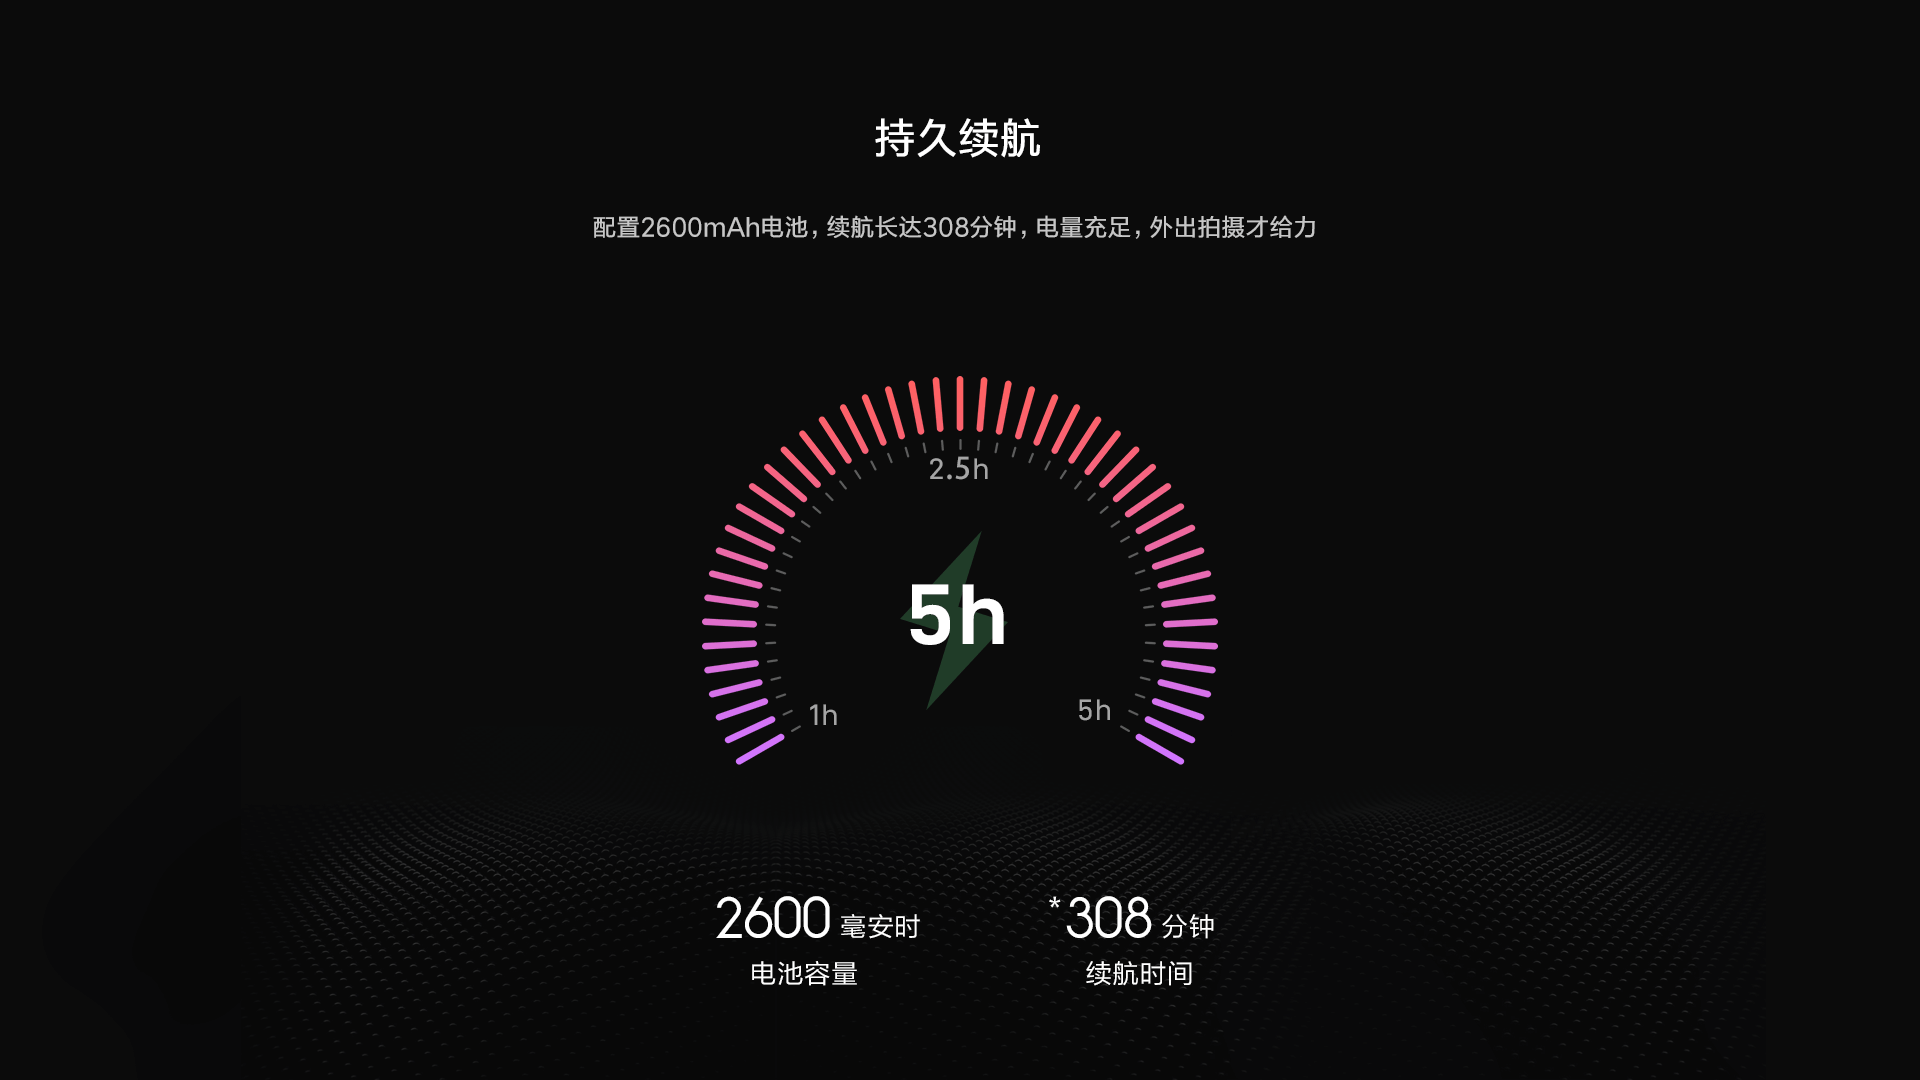 持久续航
配置2600mAh电池，续航长达308分钟，电量充足，外出拍摄才给力
2.5h
5h
1h
5h
2600 毫安时
*308 分钟
电池容量
续航时间